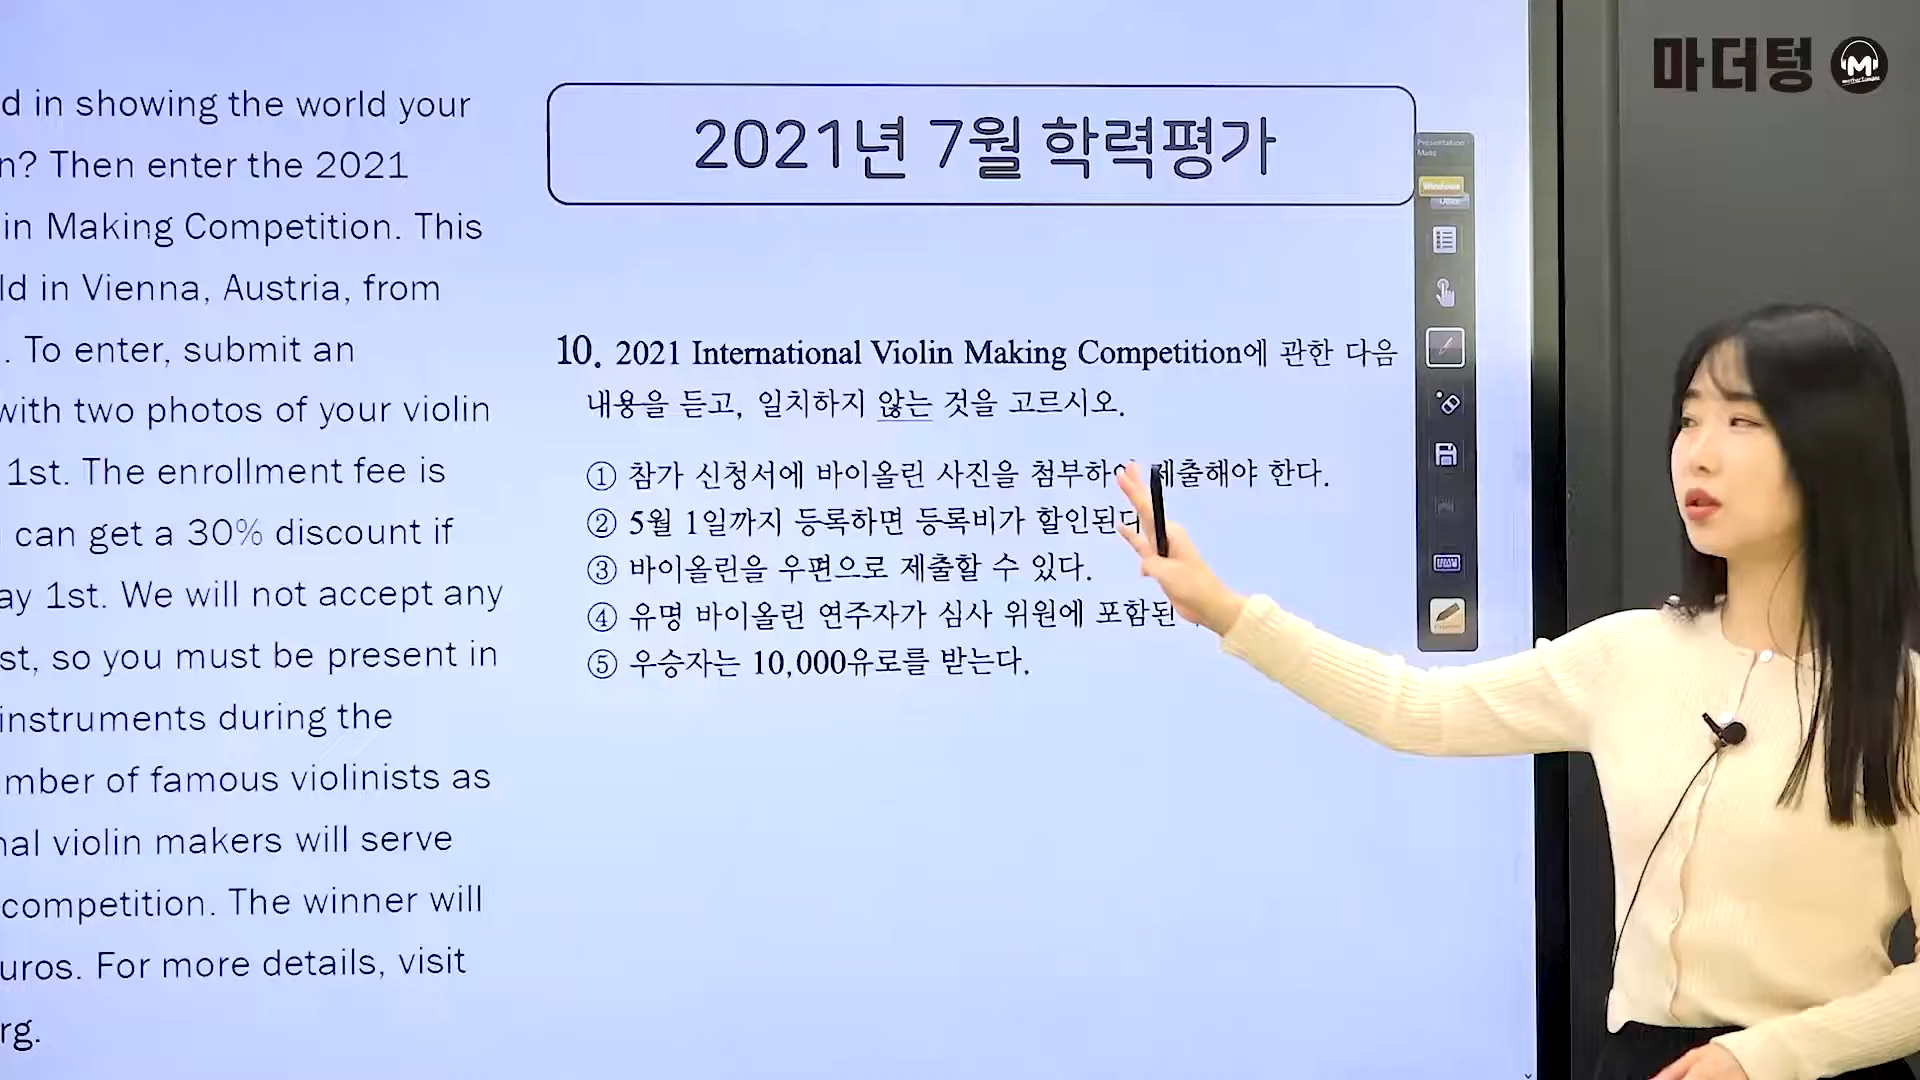 마더텅
d in showing the world your
n? Then enter the 2021
in Making Competition. This
ld in Vienna, Austria, from
. To enter, submit an
with two photos of your violin
1st. The enrollment fee is
can get a 30% discount if
ay 1st. We will not accept any
st, so you must be present in
instruments during the
mber of famous violinists as
nal violin makers will serve
competition. The winner will
uros. For more details, visit
rg.
2021년 7월 학력평가
10. 2021 International Violin Making Competition에 관한 다음
내용을 듣고, 일치하지 않는 것을 고르시오.
① 참가 신청서에 바이올린 사진을 첨부하여 제출해야 한다.
② 5월 1일까지 등록하면 등록비가 할인된다
③ 바이올린을 우편으로 제출할 수 있다.
④ 유명 바이올린 연주자가 심사 위원에 포함된
⑤ 우승자는 10,000유로를 받는다.